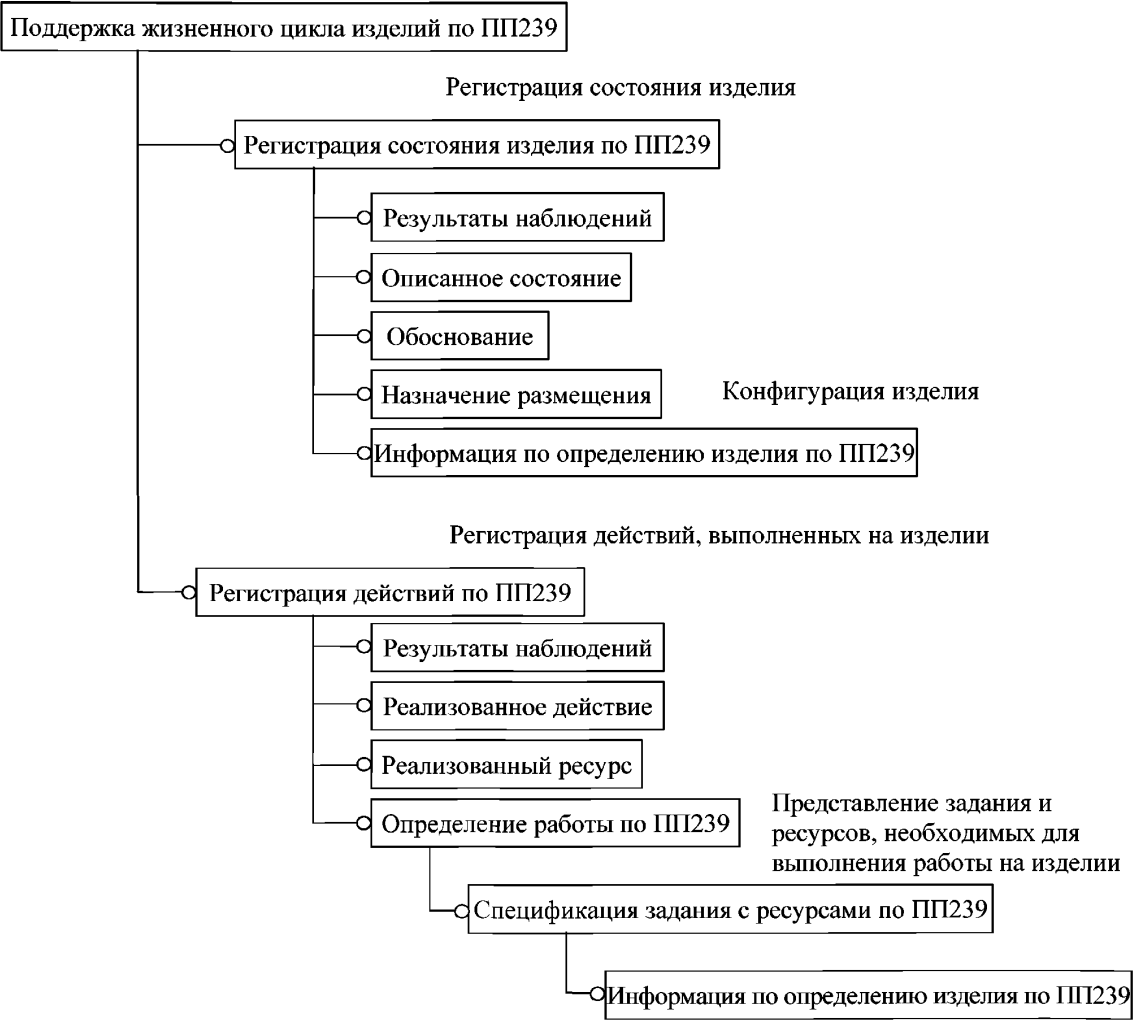 Поддержка жизненного цикла изделий по ПП239
Регистрация состояния изделия
Регистрация состояния изделия по ПП239
Результаты наблюдений
Описанное состояние
Обоснование
Назначение размещения
Конфигурация изделия
Информация по определению изделия по ПП239
Регистрация действий, выполненных на изделии
Регистрация действий по ПП239
Результаты наблюдений
Реализованное действие
Реализованный ресурс
Определение работы по ПП239
Представление задания и
ресурсов, необходимых для
выполнения работы на изделии
Спецификация задания с ресурсами по ПП239
Информация по определению изделия по ПП239